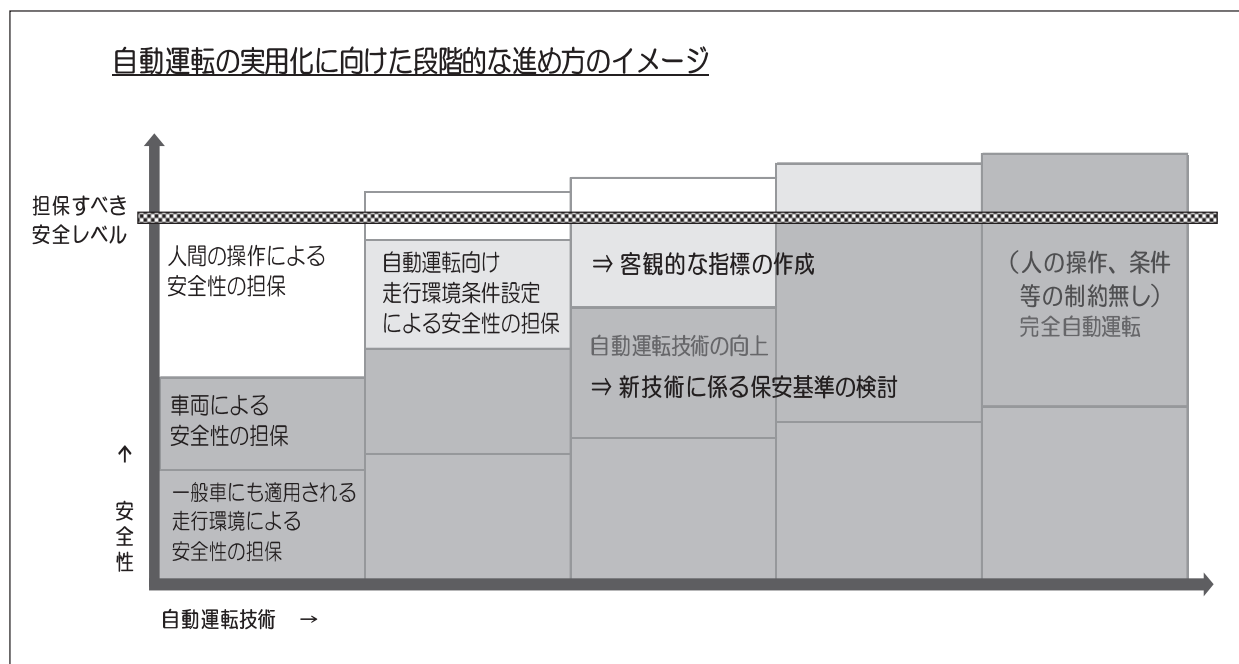 自動運転の実用化に向けた段階的な進め方のイメージ
担保すべき
安全レベル
人間の操作による
安全性の担保
車両による
安全性の担保
一般車にも適用される
走行環境による
安全性の担保
自動運転向け
走行環境条件設定
による安全性の担保
⇒ 客観的な指標の作成
自動運転技術の向上
⇒ 新技術に係る保安基準の検討
（人の操作、条件
等の制約無し）
完全自動運転
↑
安全性
自動運転技術 →